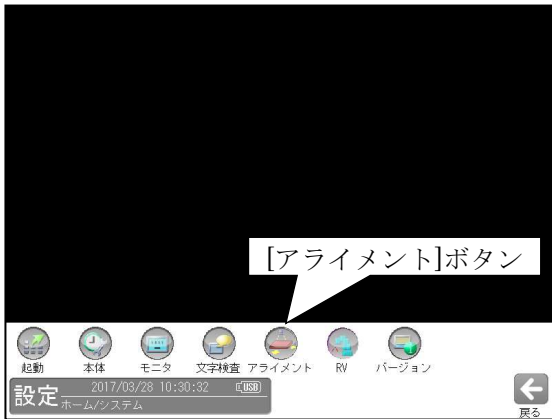 [アライメント]ボタン
起動 本体 モニタ 文字検査 アライメント RV バージョン
設定 2017/03/28 10:30:32 USB
ホーム/システム
戻る